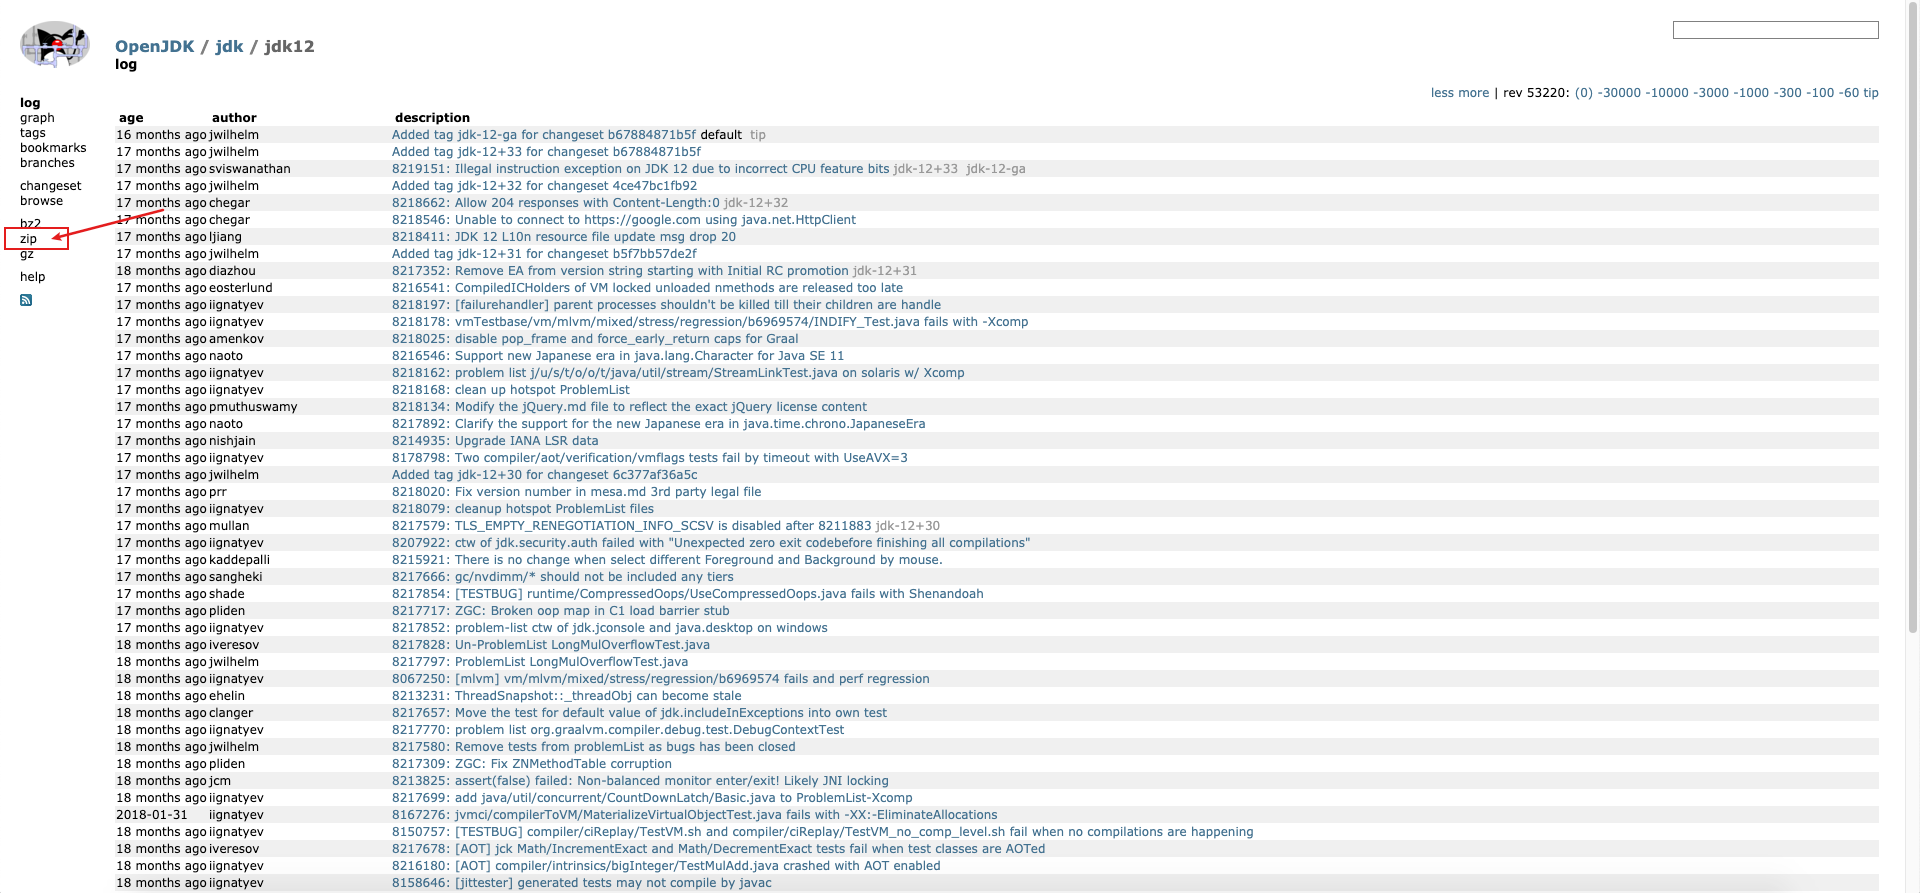 OpenJDK / jdk / jdk12
log
less more | rev 53220: (0) -30000 -10000 -3000 -1000 -300 -100 -60 tip
log
graph
tags
bookmarks
branches
changeset
browse
bz2
zip
gz
help
age author description
16 months ago jwilhelm Added tag jdk-12-ga for changeset b67884871b5f default tip
17 months ago jwilhelm Added tag jdk-12+33 for changeset b67884871b5f
17 months ago sviswanathan 8219151: Illegal instruction exception on JDK 12 due to incorrect CPU feature bits jdk-12+33 jdk-12-ga
17 months ago jwilhelm Added tag jdk-12+32 for changeset 4ce47bc1fb92
17 months ago chegar 8218662: Allow 204 responses with Content-Length:0 jdk-12+32
17 months ago chegar 8218546: Unable to connect to https://google.com using java.net.HttpClient
17 months ago ljiang 8218411: JDK 12 L10n resource file update msg drop 20
17 months ago jwilhelm Added tag jdk-12+31 for changeset b5f7bb57de2f
18 months ago diazhou 8217352: Remove EA from version string starting with Initial RC promotion jdk-12+31
17 months ago eosterlund 8216541: CompiledICHolders of VM locked unloaded nmethods are released too late
17 months ago iignatyev 8218197: [failurehandler] parent processes shouldn't be killed till their children are handle
17 months ago iignatyev 8218178: vmTestbase/vm/mlvm/mixed/stress/regression/b6969574/INDIFY_Test.java fails with -Xcomp
17 months ago amenkov 8218025: disable pop_frame and force_early_return caps for Graal
17 months ago naoto 8216546: Support new Japanese era in java.lang.Character for Java SE 11
17 months ago iignatyev 8218162: problem list j/u/s/t/o/o/t/java/util/stream/StreamLinkTest.java on solaris w/ Xcomp
17 months ago iignatyev 8218168: clean up hotspot ProblemList
17 months ago pmuthuswamy 8218134: Modify the jQuery.md file to reflect the exact jQuery license content
17 months ago naoto 8217892: Clarify the support for the new Japanese era in java.time.chrono.JapaneseEra
17 months ago nishjain 8214935: Upgrade IANA LSR data
17 months ago iignatyev 8178798: Two compiler/aot/verification/vmflags tests fail by timeout with UseAVX=3
17 months ago jwilhelm Added tag jdk-12+30 for changeset 6c377af36a5c
17 months ago prr 8218020: Fix version number in mesa.md 3rd party legal file
17 months ago iignatyev 8218079: cleanup hotspot ProblemList files
17 months ago mullan 8217579: TLS_EMPTY_RENEGOTIATION_INFO_SCSV is disabled after 8211883 jdk-12+30
17 months ago iignatyev 8207922: ctw of jdk.security.auth failed with "Unexpected zero exit codebefore finishing all compilations"
17 months ago kaddepalli 8215921: There is no change when select different Foreground and Background by mouse.
17 months ago sangheki 8217666: gc/nvdimm/* should not be included any tiers
17 months ago shade 8217854: [TESTBUG] runtime/CompressedOops/UseCompressedOops.java fails with Shenandoah
17 months ago pliden 8217717: ZGC: Broken oop map in C1 load barrier stub
17 months ago iignatyev 8217852: problem-list ctw of jdk.jconsole and java.desktop on windows
18 months ago iveresov 8217828: Un-ProblemList LongMulOverflowTest.java
18 months ago jwilhelm 8217797: ProblemList LongMulOverflowTest.java
18 months ago iignatyev 8067250: [mlvm] vm/mlvm/mixed/stress/regression/b6969574 fails and perf regression
18 months ago ehelin 8213231: ThreadSnapshot::_threadObj can become stale
18 months ago clanger 8217657: Move the test for default value of jdk.includeInExceptions into own test
18 months ago iignatyev 8217770: problem list org.graalvm.compiler.debug.test.DebugContextTest
18 months ago jwilhelm 8217580: Remove tests from problemList as bugs has been closed
18 months ago pliden 8217309: ZGC: Fix ZNMethodTable corruption
18 months ago jcm 8213825: assert(false) failed: Non-balanced monitor enter/exit! Likely JNI locking
18 months ago iignatyev 8217699: add java/util/concurrent/CountDownLatch/Basic.java to ProblemList-Xcomp
2018-01-31 iignatyev 8167276: jvmci/compilerToVM/MaterializeVirtualObjectTest.java fails with -XX:-EliminateAllocations
18 months ago iignatyev 8150757: [TESTBUG] compiler/ciReplay/TestVM.sh and compiler/ciReplay/TestVM_no_comp_level.sh fail when no compilations are happening
18 months ago iveresov 8217678: [AOT] jck Math/IncrementExact and Math/DecrementExact tests fail when test classes are AOTed
18 months ago iignatyev 8216180: [AOT] compiler/intrinsics/bigInteger/TestMulAdd.java crashed with AOT enabled
18 months ago iignatyev 8158646: [jittester] generated tests may not compile by javac